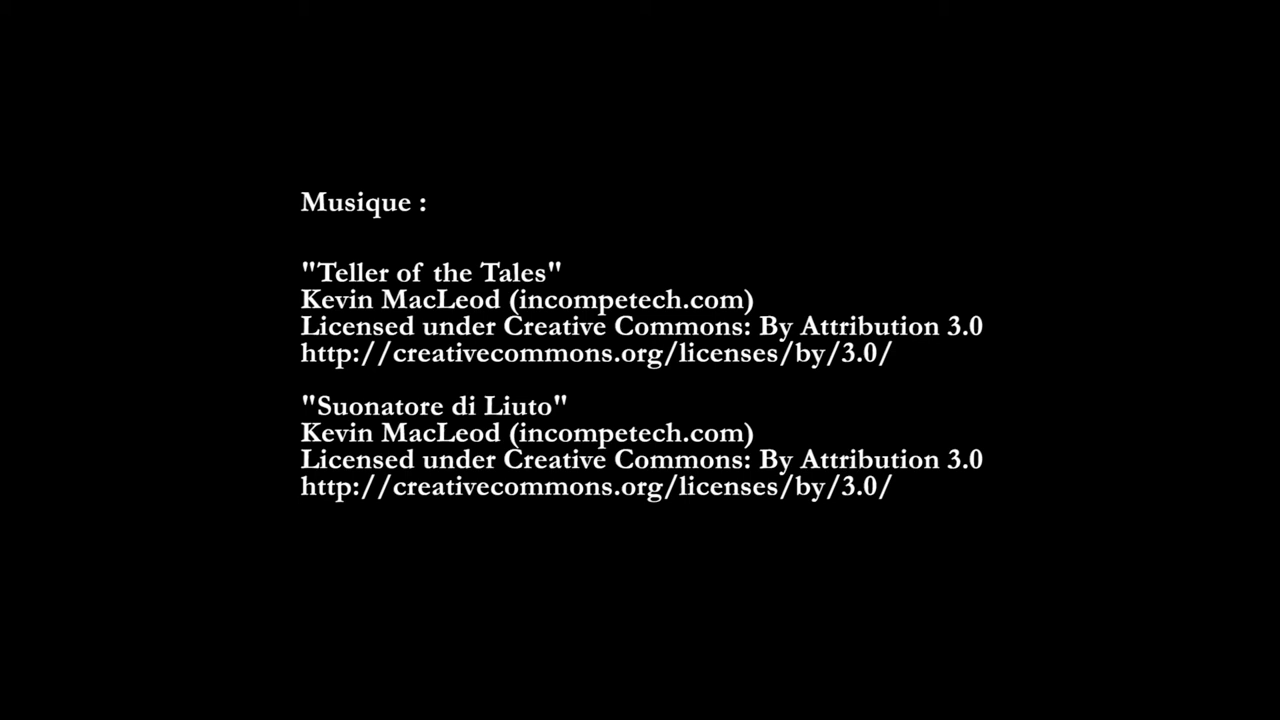 Musique :
"Teller of the Tales"
Kevin MacLeod (incompetech.com)
Licensed under Creative Commons: By Attribution 3.0
http://creativecommons.org/licenses/by/3.0/
"Suonatore di Liuto"
Kevin MacLeod (incompetech.com)
Licensed under Creative Commons: By Attribution 3.0
http://creativecommons.org/licenses/by/3.0/